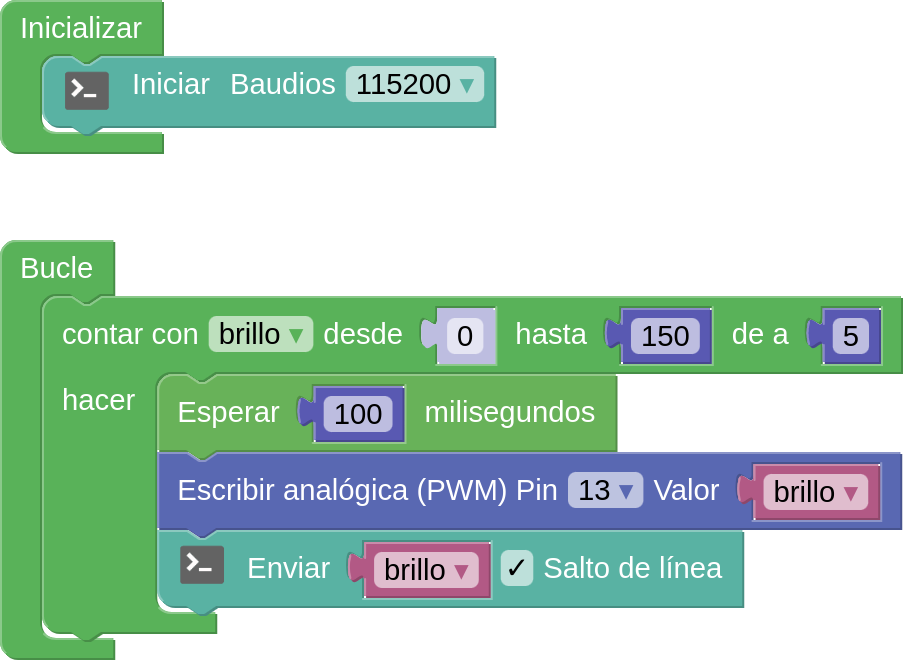 Inicializar
Iniciar Baudios 115200 ▾
Bucle
contar con brillo ▾ desde 0 hasta 150 de a 5
hacer
Esperar 100 milisegundos
Escribir analógica (PWM) Pin 13 ▾ Valor brillo ▾
Enviar brillo ▾ ✓ Salto de línea